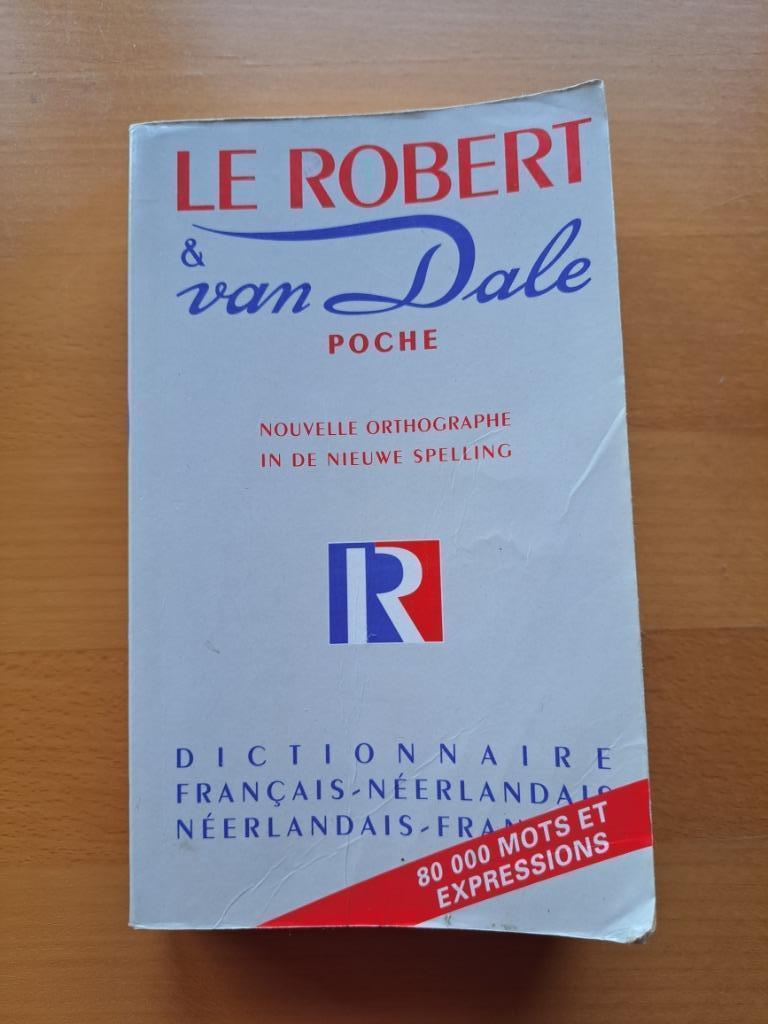 LE ROBERT
& van Dale
POCHE
NOUVELLE ORTHOGRAPHE
IN DE NIEUWE SPELLING
R
DICTIONNAIRE
FRANÇAIS-NÉERLANDAIS
NÉERLANDAIS-FRAN
80 000 MOTS ET
EXPRESSIONS